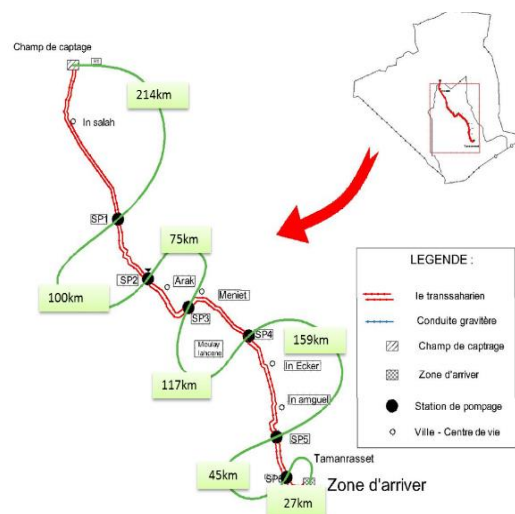 Champ de captage
214km
In salah
SP1
75km
SP2
Arak
100km
Meniet
SP3
SP4
159km
Moulay
117km
In Ecker
In amguel
SP5
Tamanrasset
45km
27km
Zone d'arriver
LEGENDE :
le transsaharien
Conduite gravitère
Champ de captrage
Zone d'arriver
Station de pompage
Ville - Centre de vie